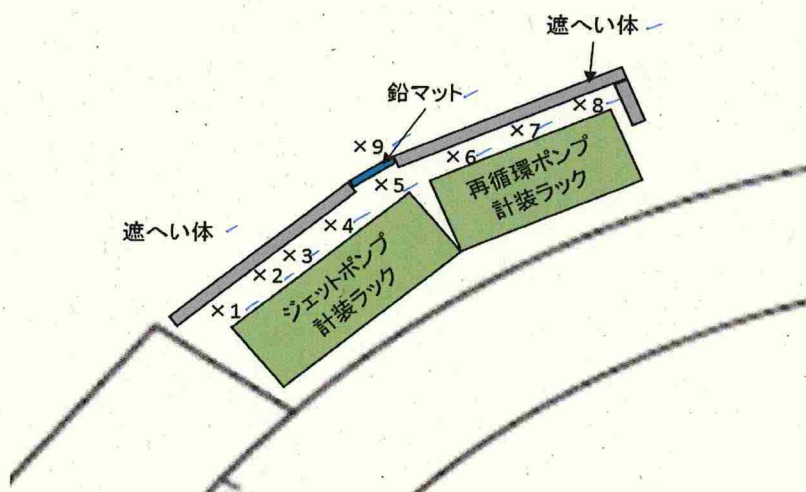 遮へい体
鉛マット
×9
×8
×7
×6
×5
再循環ポンプ
計装ラック
遮へい体
×4
×3
×2
×1
ジェットポンプ
計装ラック